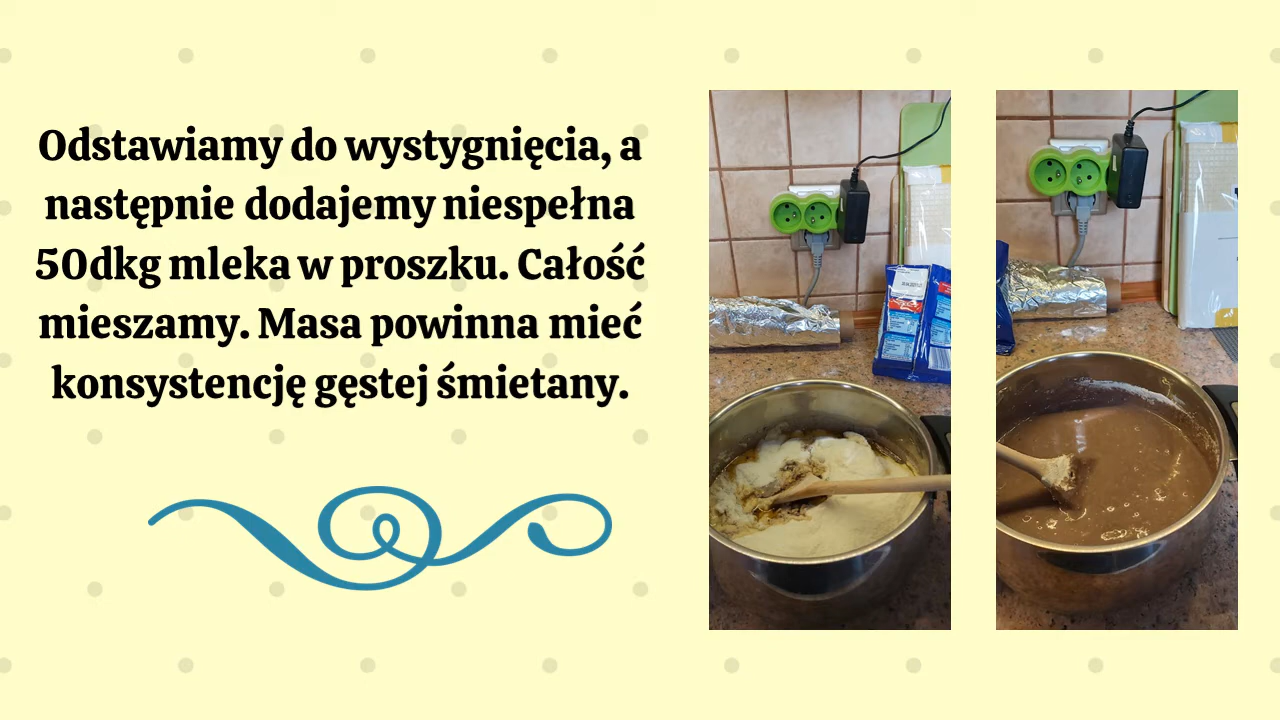 Odstawiamy do wystygnięcia, a
następnie dodajemy niespełna
50dkg mleka w proszku. Całość
mieszamy. Masa powinna mieć
konsystencję gęstej śmietany.